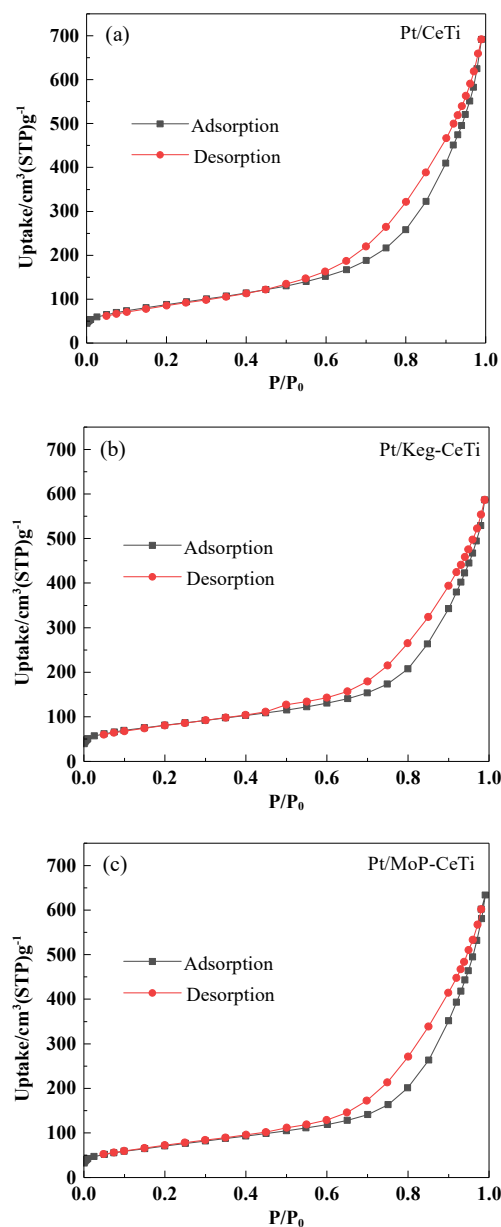 (a)
Pt/CeTi
700
600
500
400
300
200
100
0
Adsorption
Desorption
Uptake/cm³(STP)g⁻¹
0.0 0.2 0.4 0.6 0.8 1.0
P/P₀
(b)
Pt/Keg-CeTi
700
600
500
400
300
200
100
0
Adsorption
Desorption
Uptake/cm³(STP)g⁻¹
0.0 0.2 0.4 0.6 0.8 1.0
P/P₀
(c)
Pt/MoP-CeTi
700
600
500
400
300
200
100
0
Adsorption
Desorption
Uptake/cm³(STP)g⁻¹
0.0 0.2 0.4 0.6 0.8 1.0
P/P₀